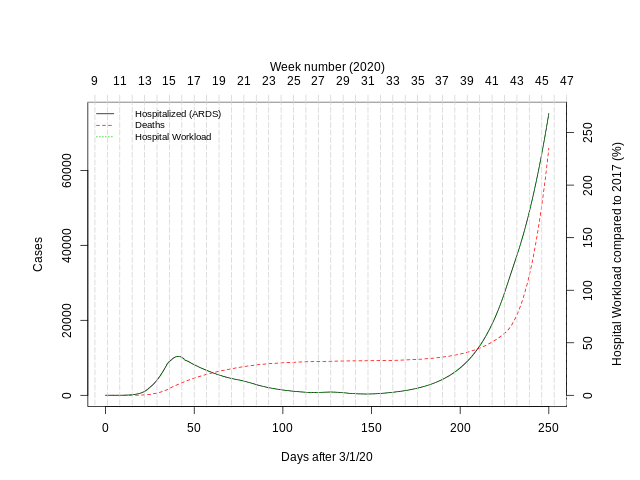 Week number (2020)
9 11 13 15 17 19 21 23 25 27 29 31 33 35 37 39 41 43 45 47
Hospitalized (ARDS)
Deaths
Hospital Workload
Cases
0 20000 40000 60000
Hospital Workload compared to 2017 (%)
0 50 100 150 200 250
0 50 100 150 200 250
Days after 3/1/20